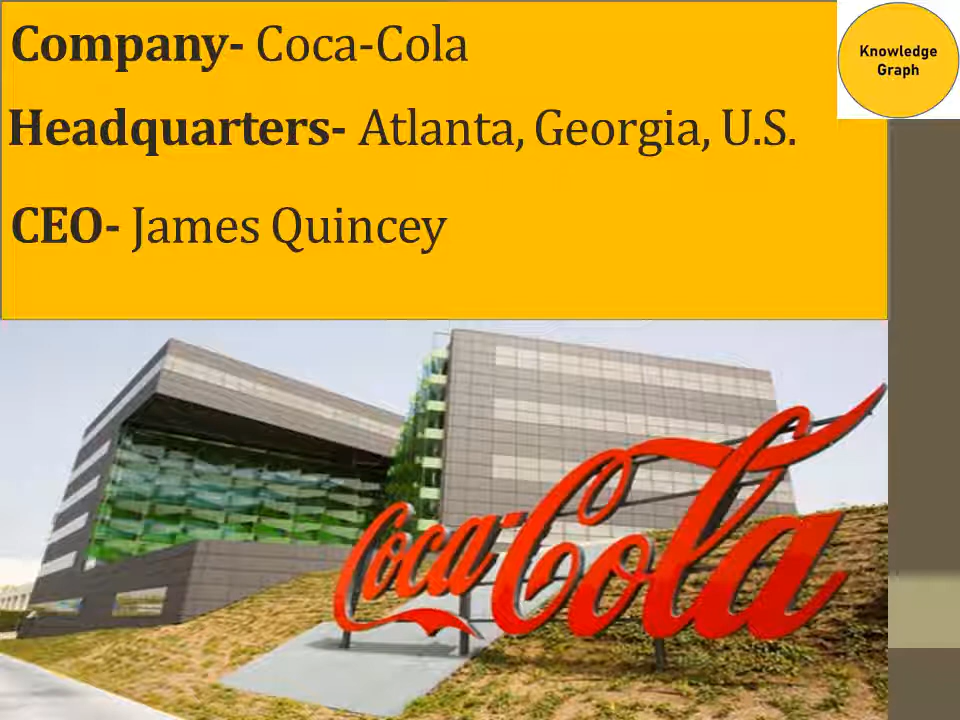 Company- Coca-Cola
Knowledge
Graph
Headquarters- Atlanta, Georgia, U.S.
CEO- James Quincey
Coca-Cola